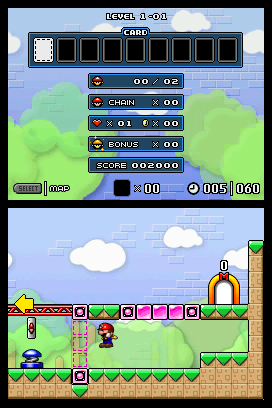 LEVEL 1-01
CARD
00 / 02
CHAIN × 00
× 01 × 00
BONUS × 00
SCORE 002000
SELECT MAP × 00 005 060
0